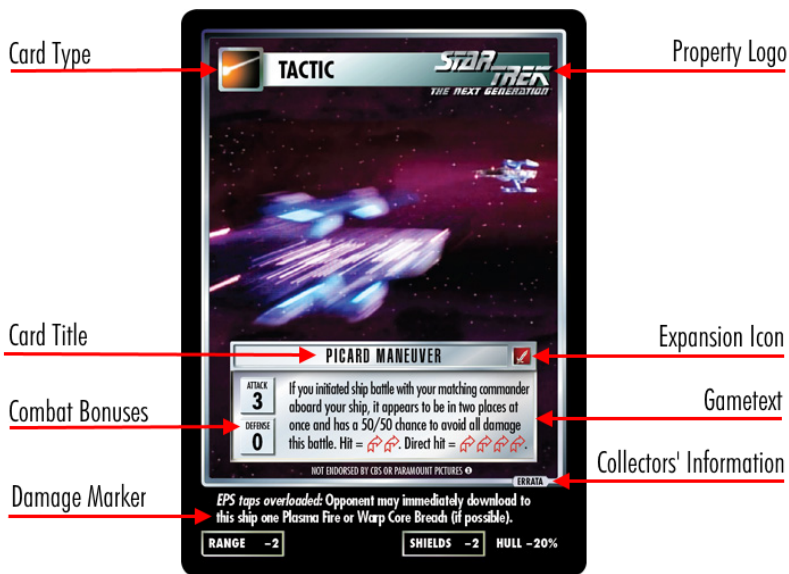 Card Type
TACTIC
STAR TREK
THE NEXT GENERATION
Property Logo
Card Title
PICARD MANEUVER
Expansion Icon
Combat Bonuses
ATTACK
3
DEFENSE
0
If you initiated ship battle with your matching commander
aboard your ship, it appears to be in two places at
once and has a 50/50 chance to avoid all damage
this battle. Hit = . Direct hit = .
Gametext
NOT ENDORSED BY CBS OR PARAMOUNT PICTURES
ERRATA
Collectors' Information
Damage Marker
EPS taps overloaded: Opponent may immediately download to
this ship one Plasma Fire or Warp Core Breach (if possible).
RANGE -2
SHIELDS -2
HULL -20%